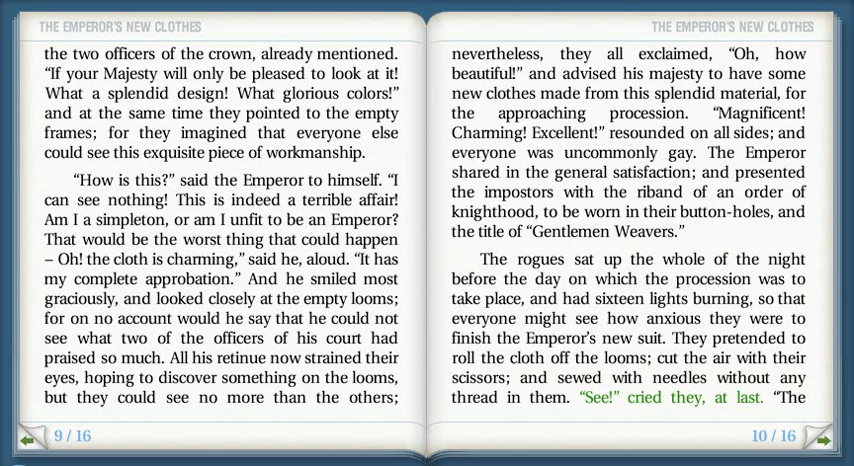 THE EMPEROR'S NEW CLOTHES
the two officers of the crown, already mentioned.
“If your Majesty will only be pleased to look at it!
What a splendid design! What glorious colors!”
and at the same time they pointed to the empty
frames; for they imagined that everyone else
could see this exquisite piece of workmanship.
“How is this?” said the Emperor to himself. “I
can see nothing! This is indeed a terrible affair!
Am I a simpleton, or am I unfit to be an Emperor?
That would be the worst thing that could happen
– Oh! the cloth is charming,” said he, aloud. “It has
my complete approbation.” And he smiled most
graciously, and looked closely at the empty looms;
for on no account would he say that he could not
see what two of the officers of his court had
praised so much. All his retinue now strained their
eyes, hoping to discover something on the looms,
but they could see no more than the others;
9 / 16
THE EMPEROR'S NEW CLOTHES
nevertheless, they all exclaimed, “Oh, how
beautiful!” and advised his majesty to have some
new clothes made from this splendid material, for
the approaching procession. “Magnificent!
Charming! Excellent!” resounded on all sides; and
everyone was uncommonly gay. The Emperor
shared in the general satisfaction; and presented
the impostors with the riband of an order of
knighthood, to be worn in their button-holes, and
the title of “Gentlemen Weavers.”
The rogues sat up the whole of the night
before the day on which the procession was to
take place, and had sixteen lights burning, so that
everyone might see how anxious they were to
finish the Emperor's new suit. They pretended to
roll the cloth off the looms; cut the air with their
scissors; and sewed with needles without any
thread in them. “See!” cried they, at last. “The
10 / 16